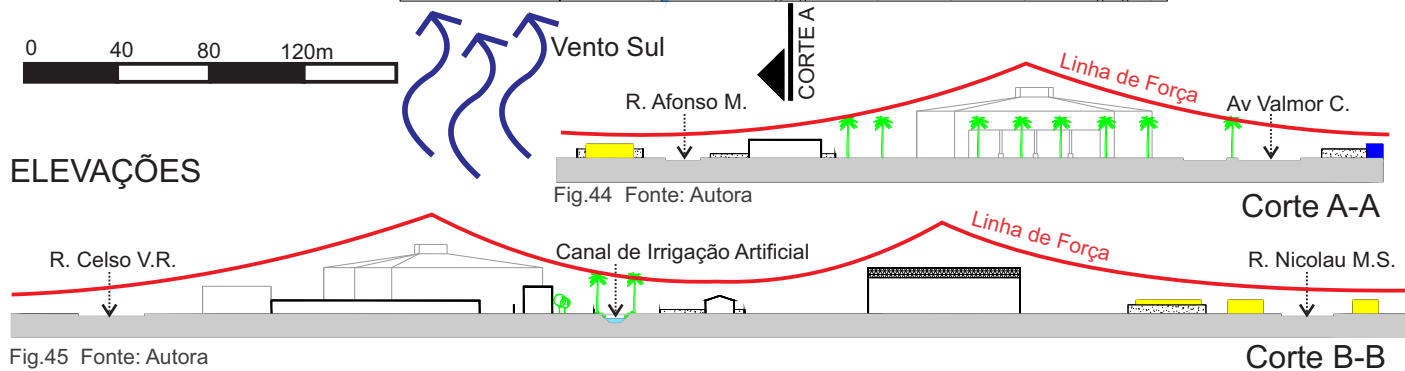 0 40 80 120m
Vento Sul
CORTE A
Linha de Força
R. Afonso M.
Av Valmor C.
ELEVAÇÕES
Fig.44 Fonte: Autora
Corte A-A
Linha de Força
R. Celso V.R.
Canal de Irrigação Artificial
R. Nicolau M.S.
Fig.45 Fonte: Autora
Corte B-B